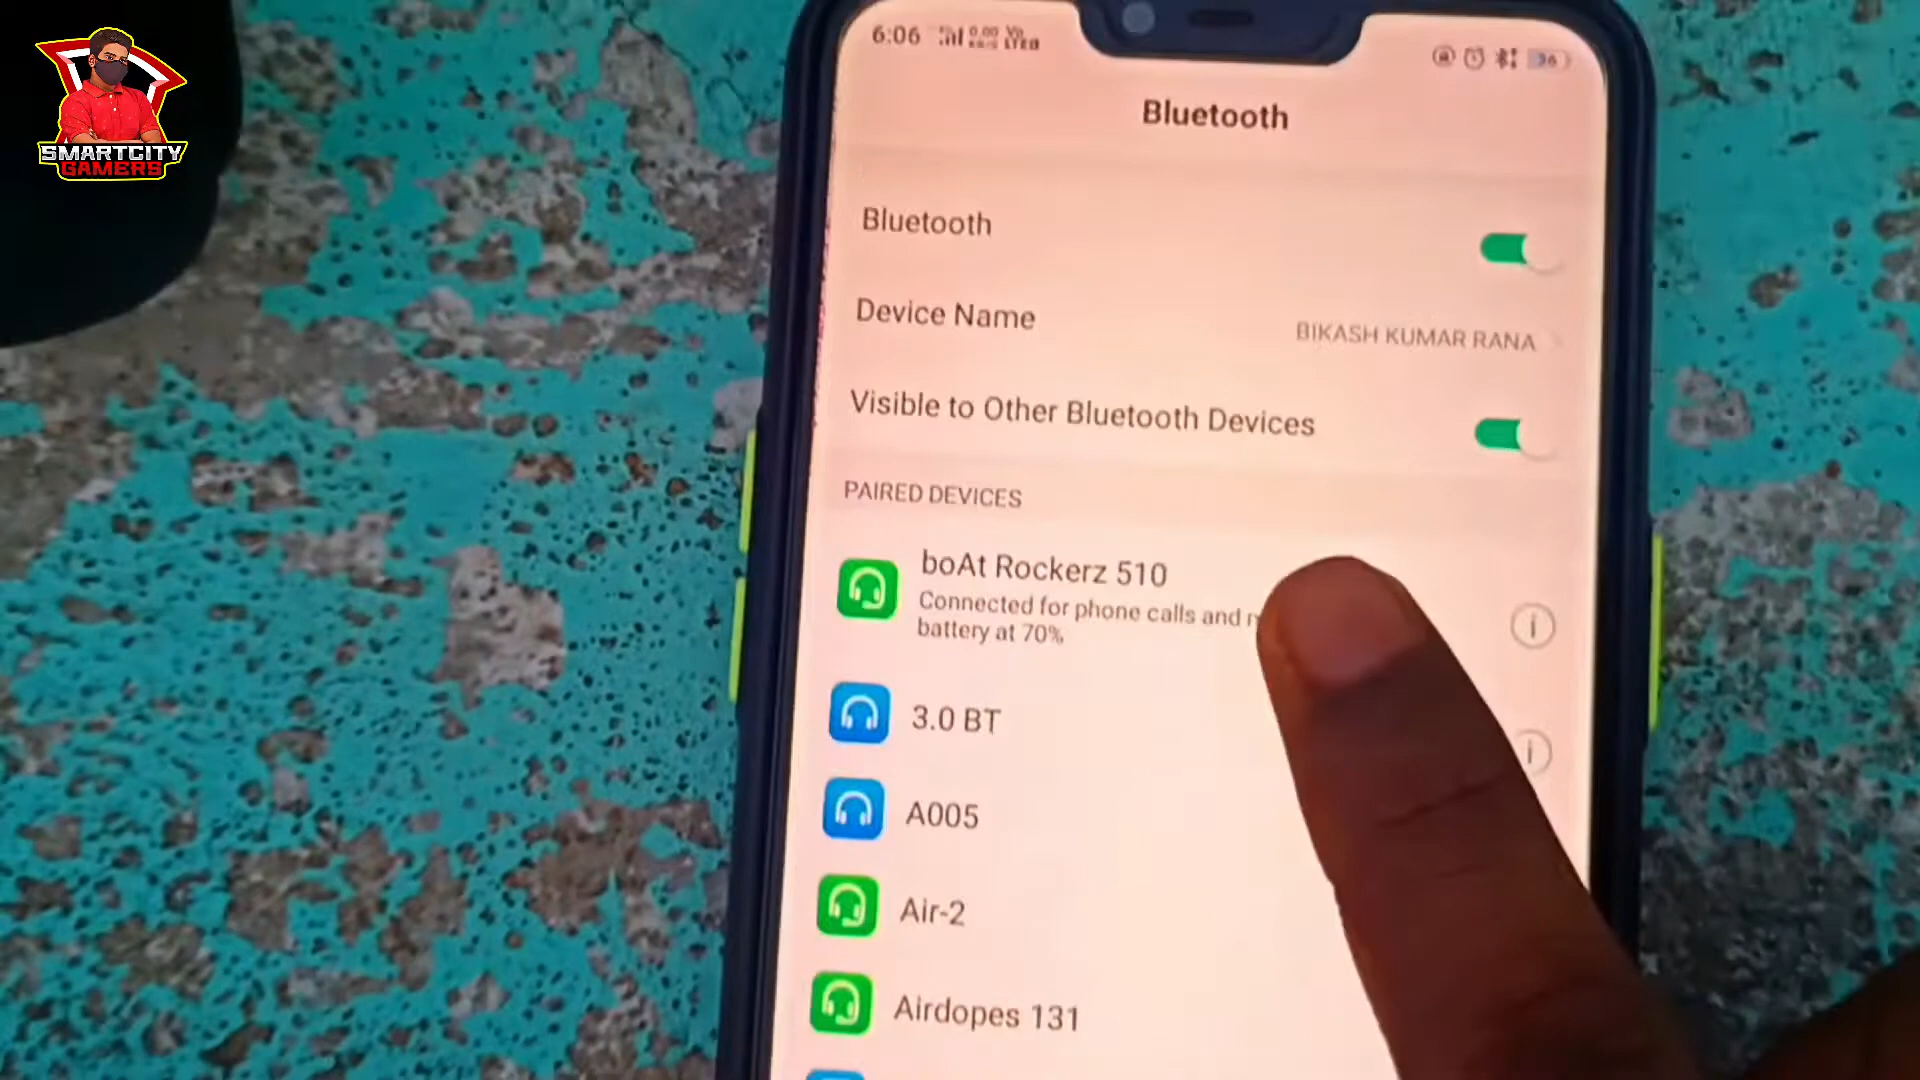 SMARTCITY
GAMERS
6:06
36
Bluetooth
Bluetooth
Device Name
BIKASH KUMAR RANA
Visible to Other Bluetooth Devices
PAIRED DEVICES
boAt Rockerz 510
Connected for phone calls and
battery at 70%
3.0 BT
A005
Air-2
Airdopes 131